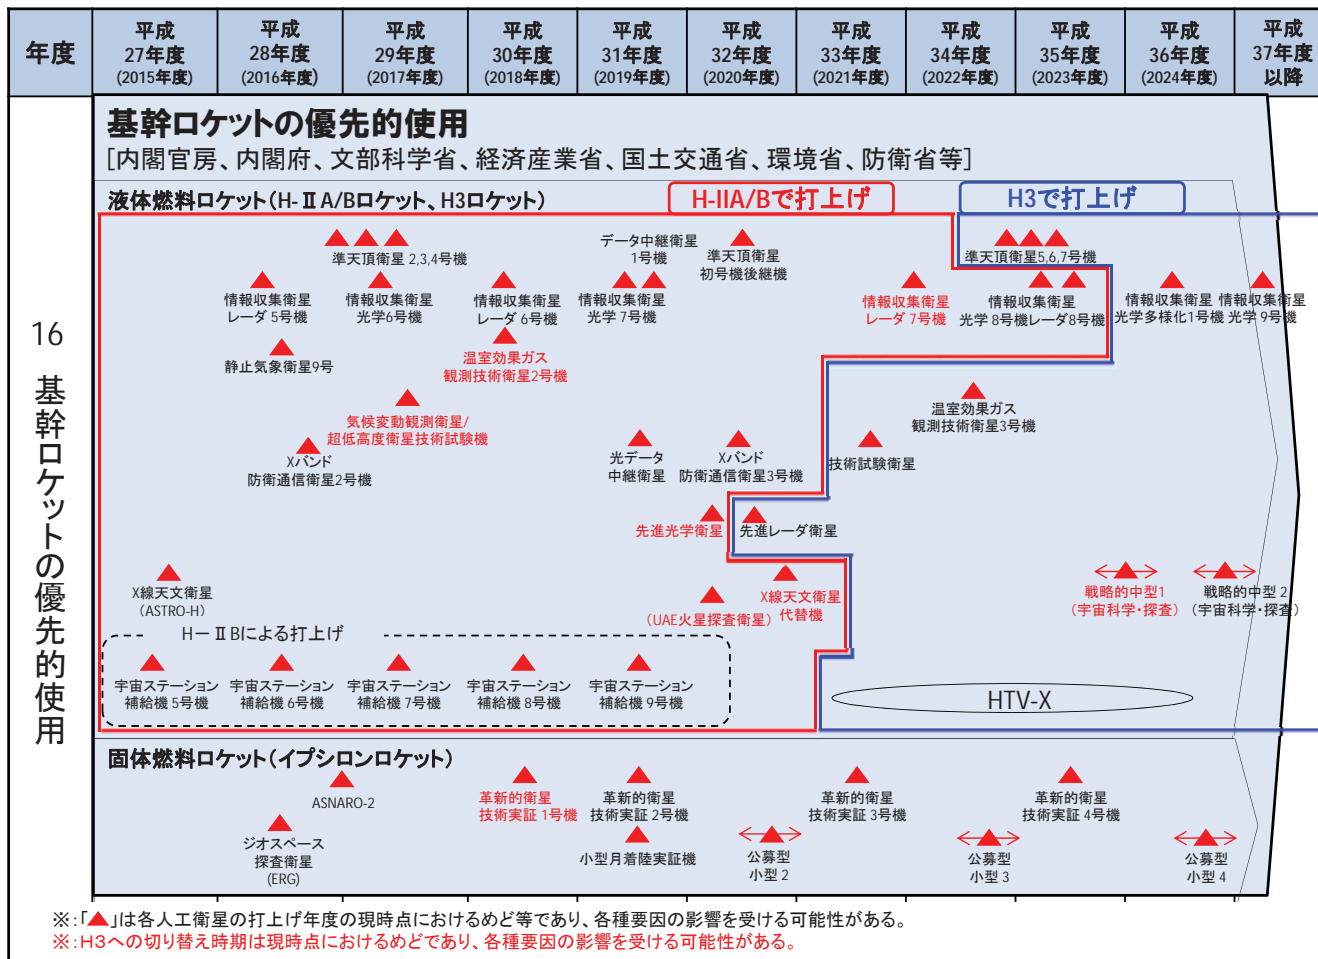 年度
平成
27年度
(2015年度)
平成
28年度
(2016年度)
平成
29年度
(2017年度)
平成
30年度
(2018年度)
平成
31年度
(2019年度)
平成
32年度
(2020年度)
平成
33年度
(2021年度)
平成
34年度
(2022年度)
平成
35年度
(2023年度)
平成
36年度
(2024年度)
平成
37年度
以降
16 基幹ロケットの優先的使用
基幹ロケットの優先的使用
[内閣官房、内閣府、文部科学省、経済産業省、国土交通省、環境省、防衛省等]
液体燃料ロケット(H-ⅡA/Bロケット、H3ロケット)
H-IIA/Bで打上げ
H3で打上げ
準天頂衛星 2,3,4号機
データ中継衛星
1号機
準天頂衛星
初号機後継機
準天頂衛星5,6,7号機
情報収集衛星
レーダ 5号機
情報収集衛星
光学6号機
情報収集衛星
レーダ 6号機
情報収集衛星
光学 7号機
情報収集衛星
レーダ 7号機
情報収集衛星
光学 8号機レーダ8号機
情報収集衛星
光学多様化1号機
情報収集衛星
光学 9号機
静止気象衛星9号
温室効果ガス
観測技術衛星2号機
気候変動観測衛星/
超低高度衛星技術試験機
温室効果ガス
観測技術衛星3号機
Xバンド
防衛通信衛星2号機
光データ
中継衛星
Xバンド
防衛通信衛星3号機
技術試験衛星
先進光学衛星
先進レーダ衛星
X線天文衛星
(ASTRO-H)
(UAE火星探査衛星)
X線天文衛星
代替機
戦略的中型1
(宇宙科学・探査)
戦略的中型 2
(宇宙科学・探査)
H-ⅡBによる打上げ
宇宙ステーション
補給機 5号機
宇宙ステーション
補給機 6号機
宇宙ステーション
補給機 7号機
宇宙ステーション
補給機 8号機
宇宙ステーション
補給機 9号機
HTV-X
固体燃料ロケット(イプシロンロケット)
ASNARO-2
革新的衛星
技術実証 1号機
革新的衛星
技術実証 2号機
革新的衛星
技術実証 3号機
革新的衛星
技術実証 4号機
ジオスペース
探査衛星
(ERG)
小型月着陸実証機
公募型
小型 2
公募型
小型 3
公募型
小型 4
※:「▲」は各人工衛星の打上げ年度の現時点におけるめど等であり、各種要因の影響を受ける可能性がある。
※:H3への切り替え時期は現時点におけるめどであり、各種要因の影響を受ける可能性がある。